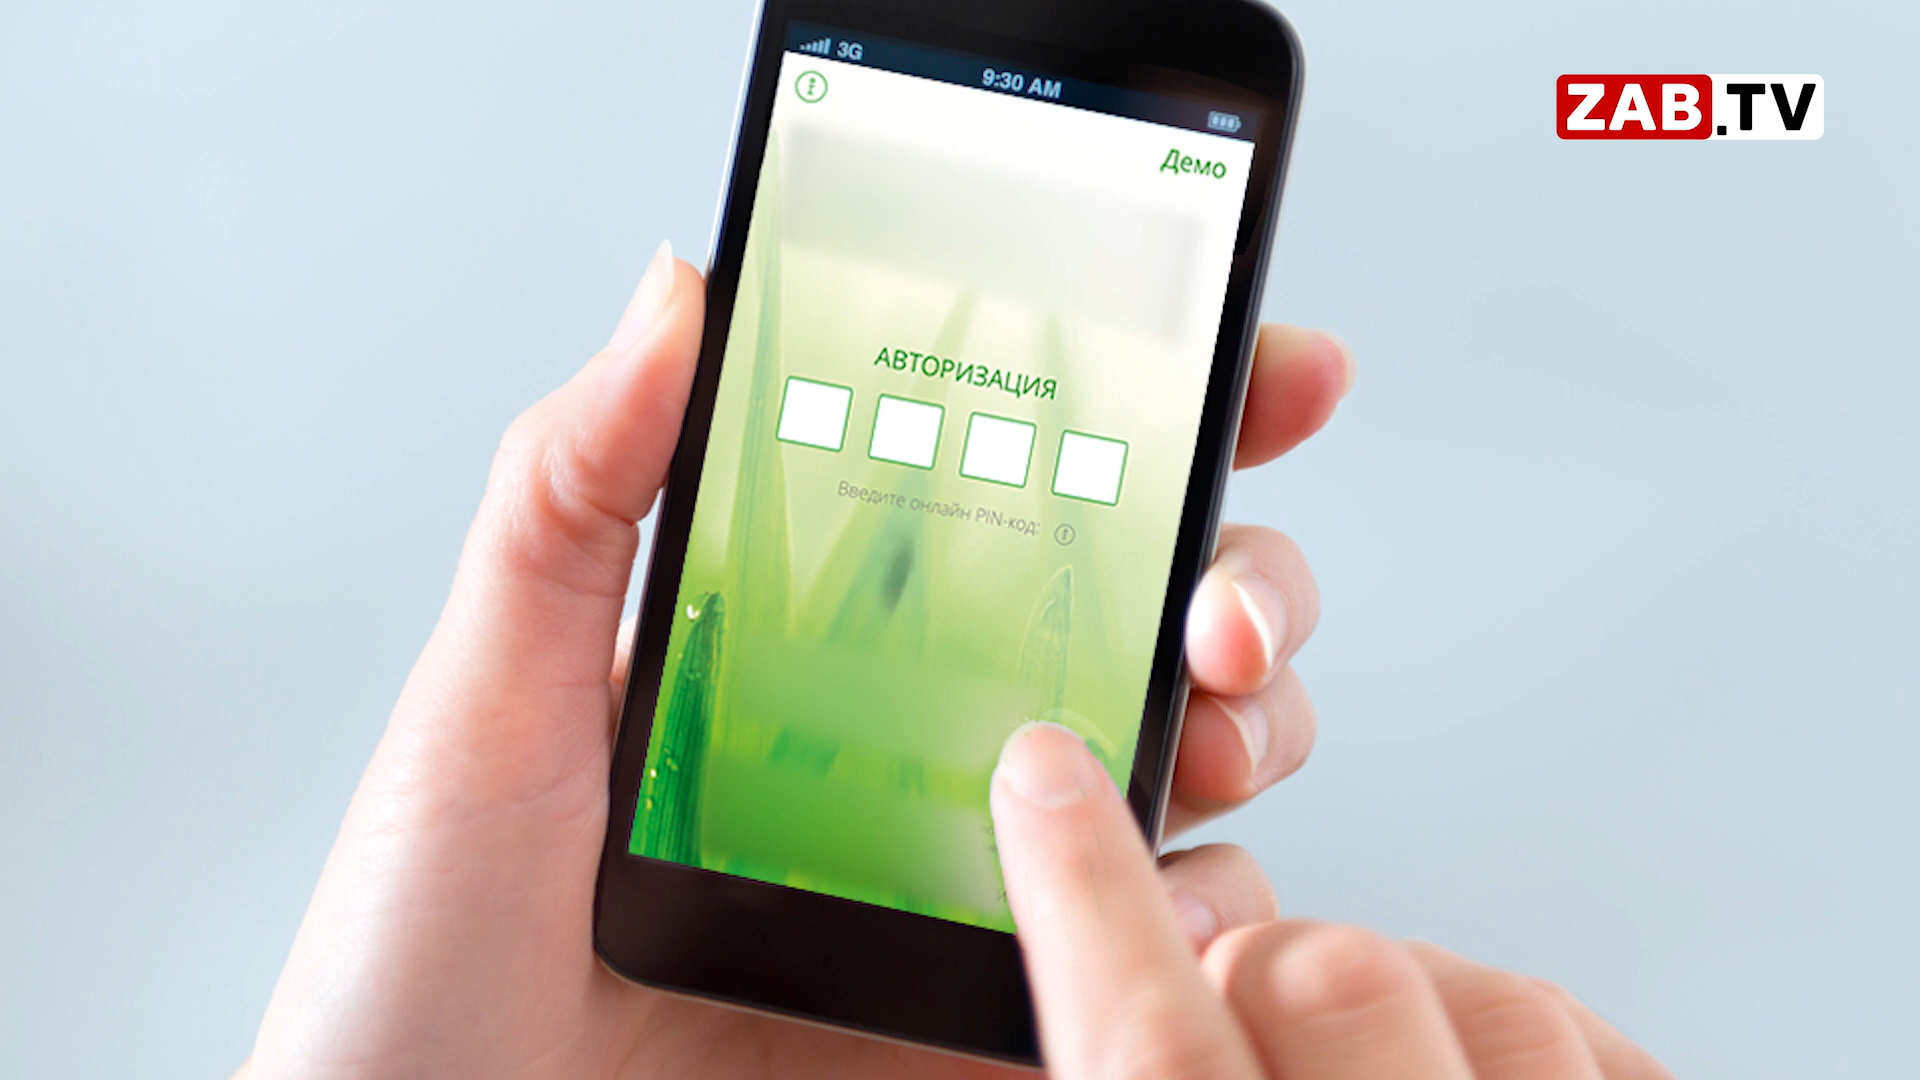 3G
9:30 AM
ZAB.TV
Демо
АВТОРИЗАЦИЯ
Введите онлайн PIN-код: